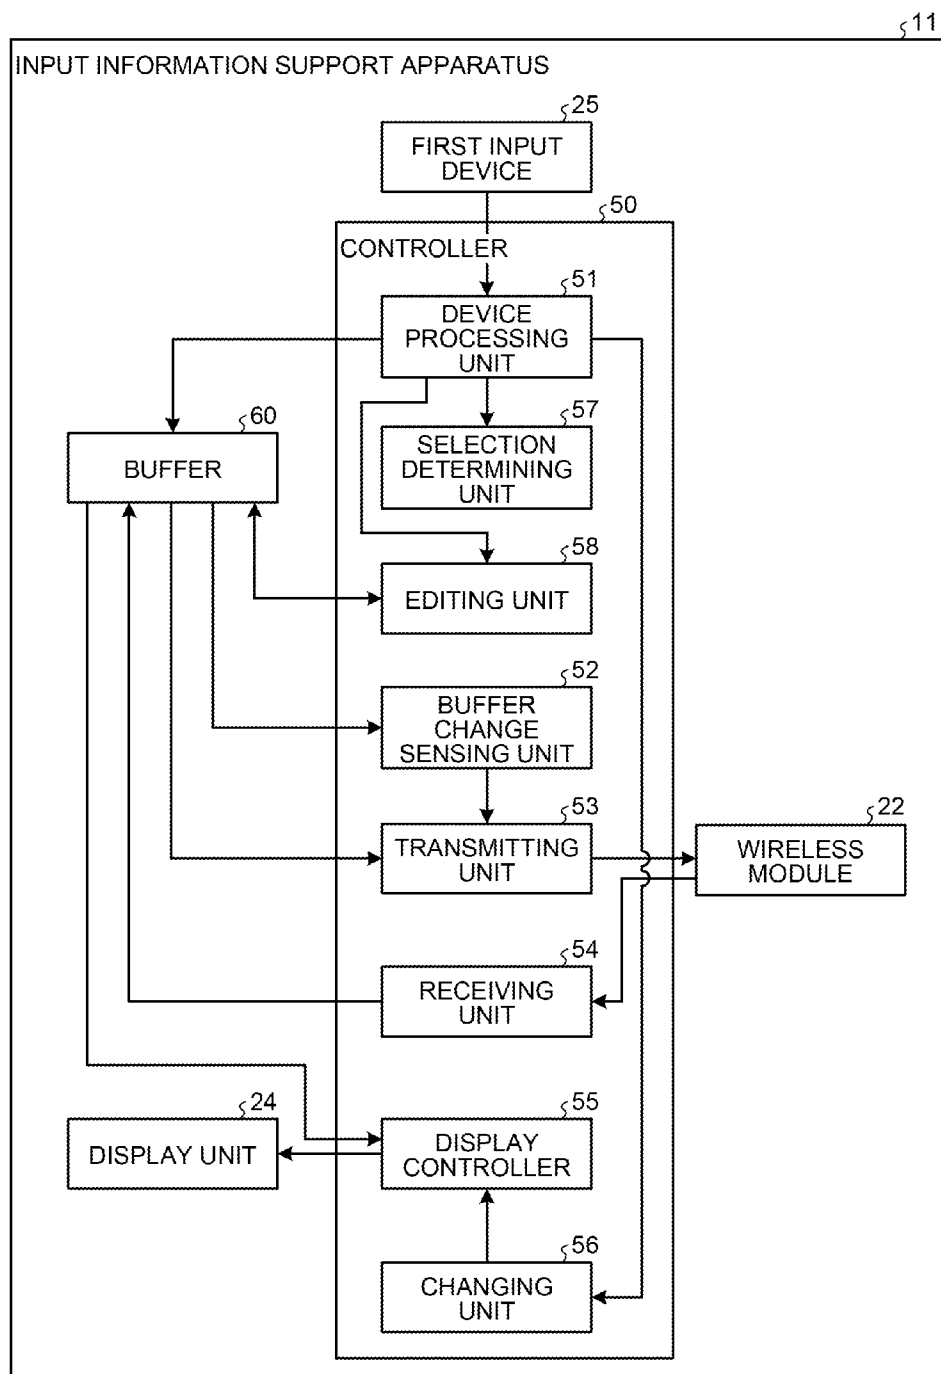 11
INPUT INFORMATION SUPPORT APPARATUS
25
FIRST INPUT
DEVICE
50
CONTROLLER
51
DEVICE
PROCESSING
UNIT
60
BUFFER
57
SELECTION
DETERMINING
UNIT
58
EDITING UNIT
52
BUFFER
CHANGE
SENSING UNIT
53
TRANSMITTING
UNIT
22
WIRELESS
MODULE
54
RECEIVING
UNIT
24
DISPLAY UNIT
55
DISPLAY
CONTROLLER
56
CHANGING
UNIT